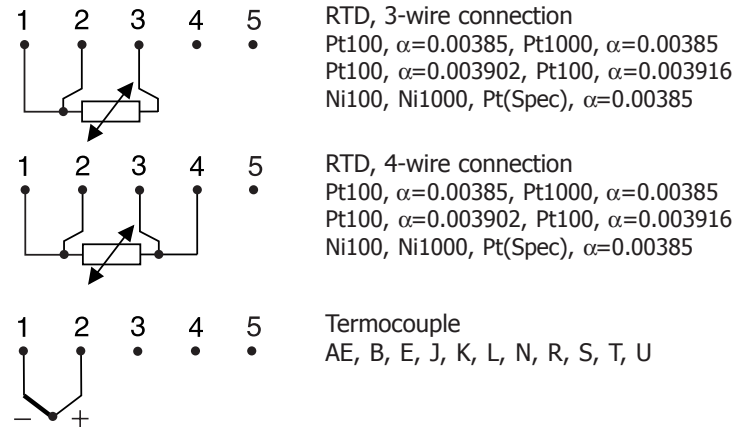 1 2 3 4 5
RTD, 3-wire connection
Pt100, α=0.00385, Pt1000, α=0.00385
Pt100, α=0.003902, Pt100, α=0.003916
Ni100, Ni1000, Pt(Spec), α=0.00385
1 2 3 4 5
RTD, 4-wire connection
Pt100, α=0.00385, Pt1000, α=0.00385
Pt100, α=0.003902, Pt100, α=0.003916
Ni100, Ni1000, Pt(Spec), α=0.00385
1 2 3 4 5
Termocouple
AE, B, E, J, K, L, N, R, S, T, U
− +